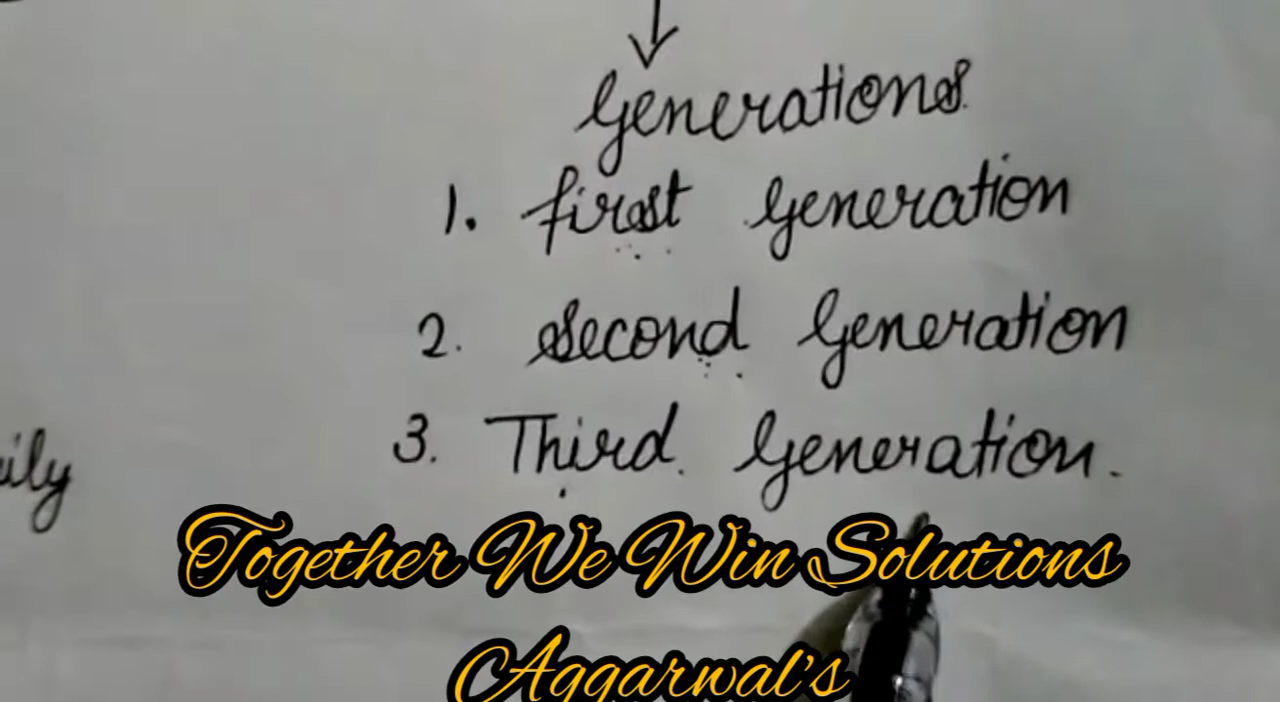 Generations
1. first Generation
2. Second Generation
3. Third Generation.
Together We Win Solutions
Aggarwal's